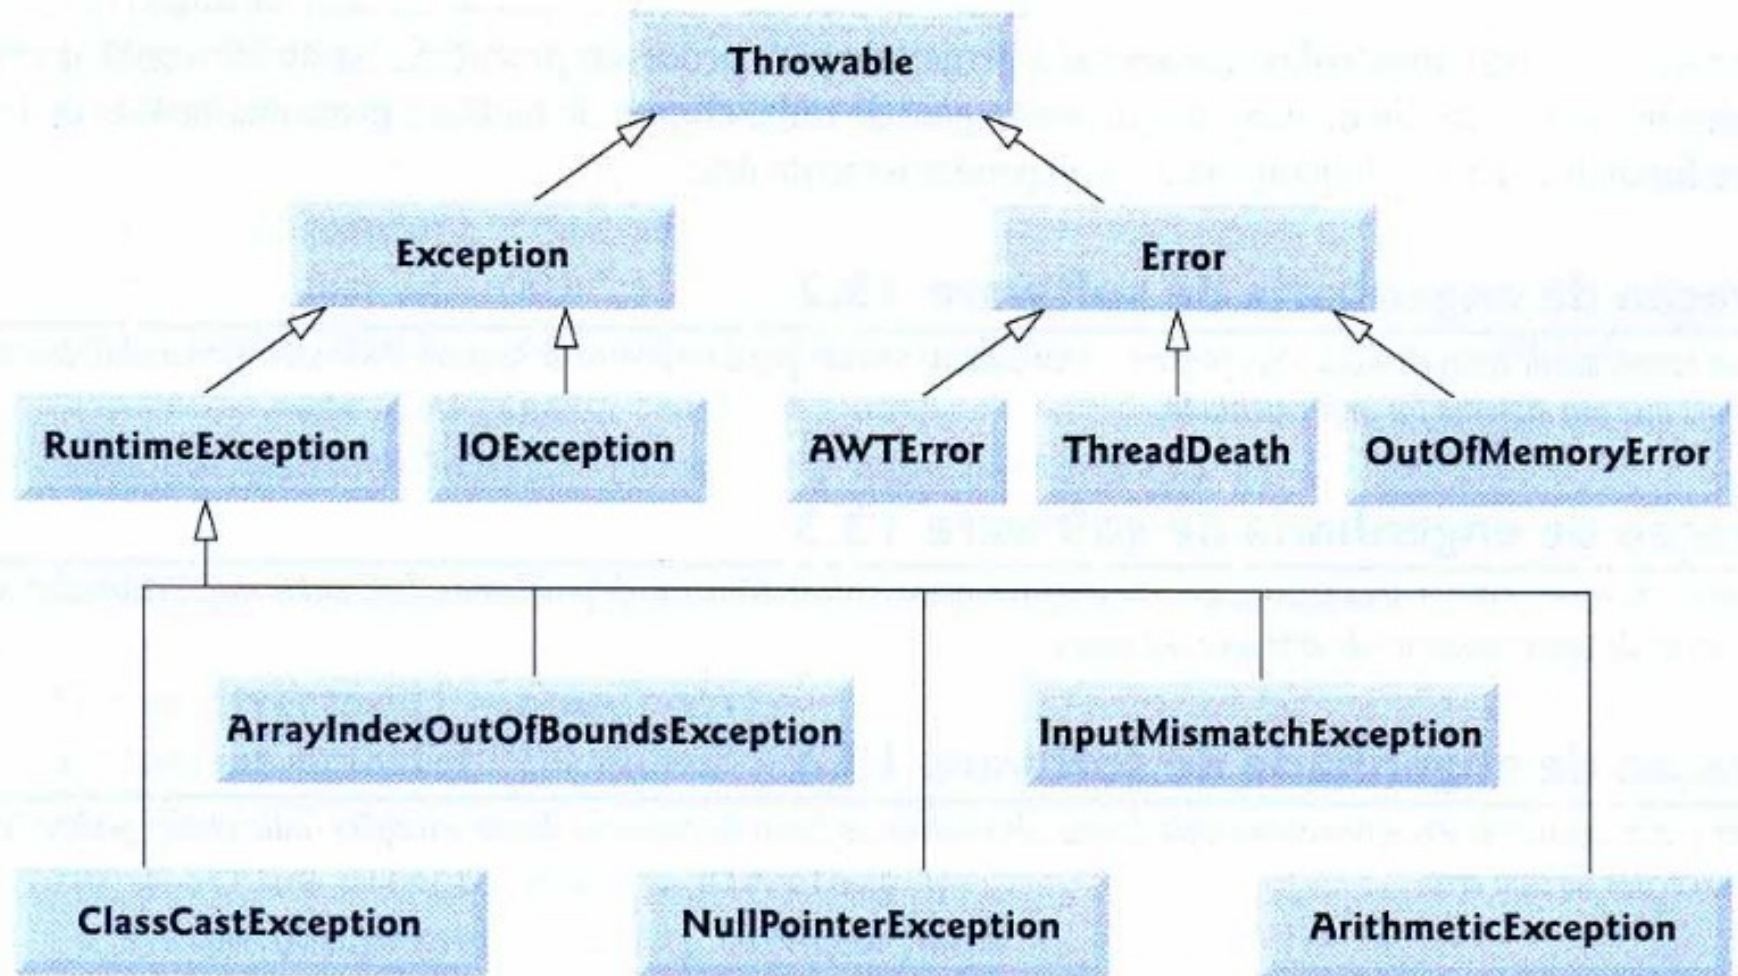 Throwable
Exception
Error
RuntimeException
IOException
AWTError
ThreadDeath
OutOfMemoryError
ArrayIndexOutOfBoundsException
InputMismatchException
ClassCastException
NullPointerException
ArithmeticException